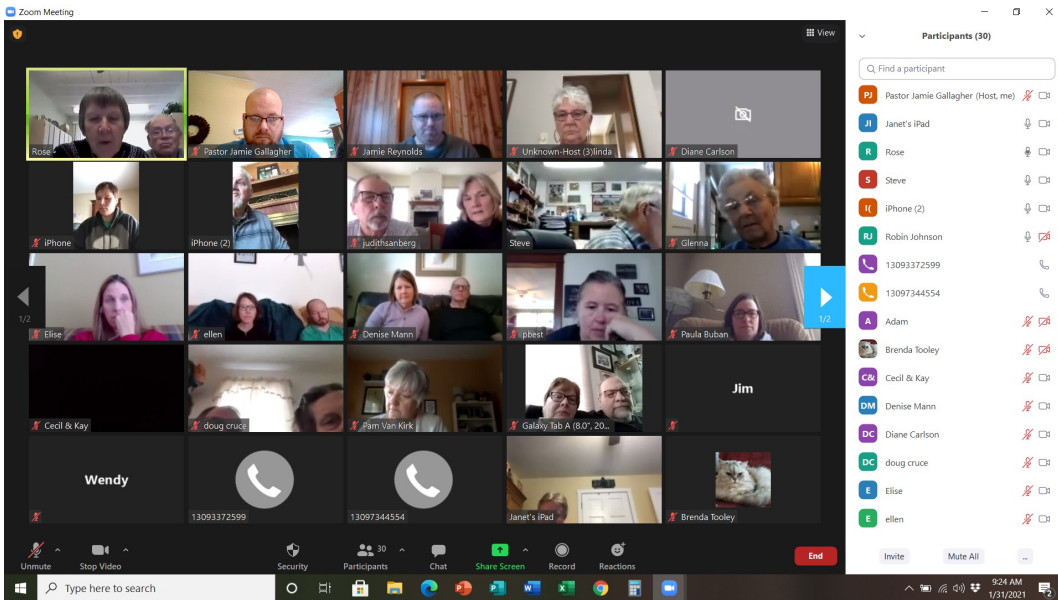 Zoom Meeting
View
Rose
Pastor Jamie Gallagher
Jamie Reynolds
Unknown-Host (3)linda
Diane Carlson
iPhone
iPhone (2)
judithsanberg
Steve
Glenna
1/2
Elise
ellen
Denise Mann
pbest
Paula Buban
1/2
Cecil & Kay
doug cruce
Pam Van Kirk
Galaxy Tab A (8.0", 20...
Jim
Wendy
13093372599
13097344554
Janet's iPad
Brenda Tooley
Unmute
Stop Video
Security
30
Participants
Chat
Share Screen
Record
Reactions
End
Participants (30)
Find a participant
PJ Pastor Jamie Gallagher (Host, me)
JI Janet's iPad
R Rose
S Steve
I( iPhone (2)
RJ Robin Johnson
13093372599
13097344554
A Adam
Brenda Tooley
C& Cecil & Kay
DM Denise Mann
DC Diane Carlson
DC doug cruce
E Elise
E ellen
Invite
Mute All
...
Type here to search
9:24 AM
1/31/2021
2